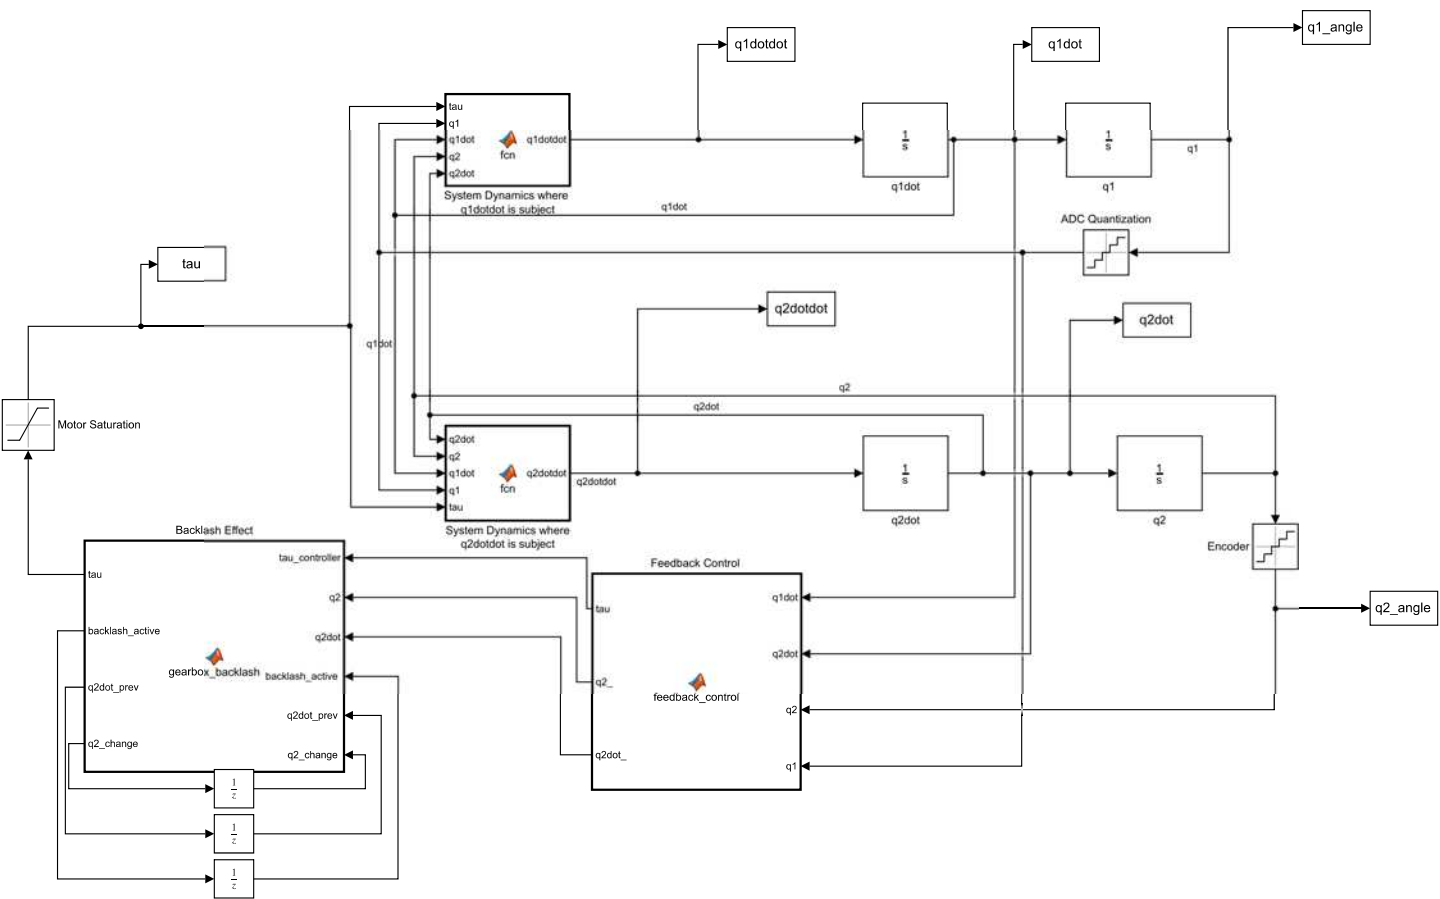 q1_angle
q1dotdot
q1dot
tau
q1
q1dot
q2
q2dot
fcn
q1dotdot
System Dynamics where
q1dotdot is subject
1
s
q1dot
1
s
q1
q1
q1dot
ADC Quantization
tau
q2dotdot
q2dot
q1dot
q2
q2dot
Motor Saturation
q2dot
q2
q1dot
q1
tau
fcn
q2dotdot
q2dotdot
System Dynamics where
q2dotdot is subject
1
s
q2dot
1
s
q2
Encoder
q2_angle
Backlash Effect
tau
backlash_active
q2dot_prev
q2_change
gearbox_backlash
tau_controller
q2
q2dot
backlash_active
q2dot_prev
q2_change
Feedback Control
tau
q2_
q2dot_
feedback_control
q1dot
q2dot
q2
q1
1
z
1
z
1
z